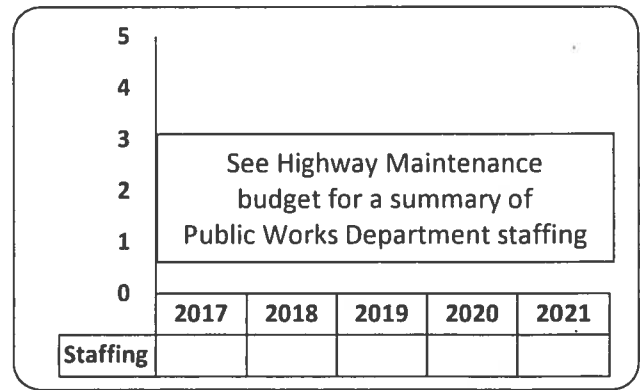 5
4
3
2
1
0
See Highway Maintenance
budget for a summary of
Public Works Department staffing
2017 2018 2019 2020 2021
Staffing